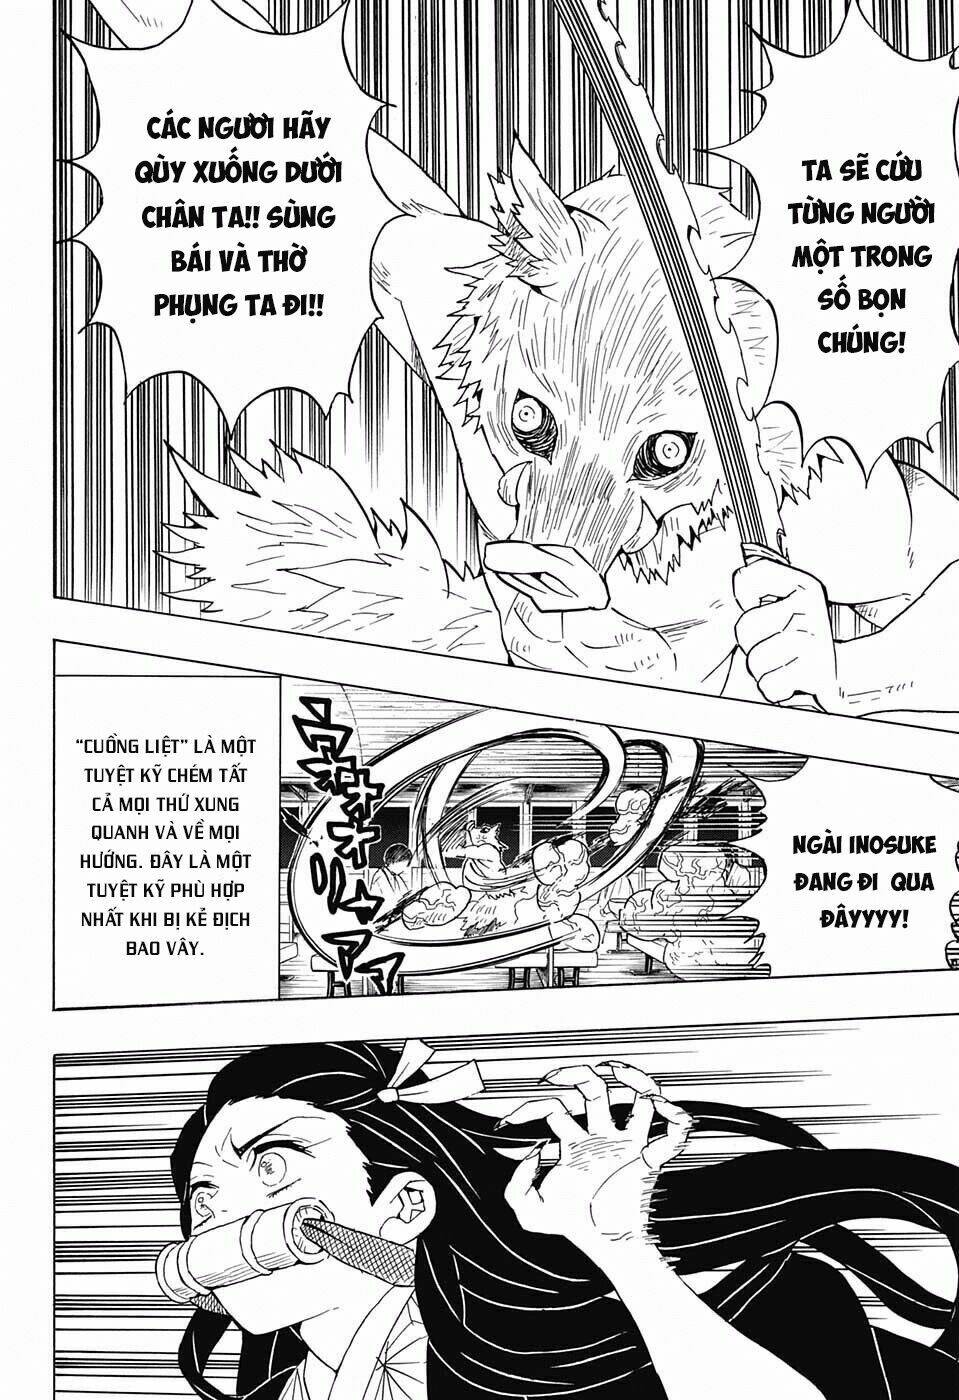 TA SẼ CỨU
TỪNG NGƯỜI
MỘT TRONG
SỐ BỌN
CHÚNG!
CÁC NGƯƠI HÃY
QÙY XUỐNG DƯỚI
CHÂN TA!! SÙNG
BÁI VÀ THỜ
PHỤNG TA ĐI!!
NGÀI INOSUKE
ĐANG ĐI QUA
ĐÂYYYY!
“CUỒNG LIỆT” LÀ MỘT
TUYỆT KỸ CHÉM TẤT
CẢ MỌI THỨ XUNG
QUANH VÀ VỀ MỌI
HƯỚNG. ĐÂY LÀ MỘT
TUYỆT KỸ PHÙ HỢP
NHẤT KHI BỊ KẺ ĐỊCH
BAO VÂY.